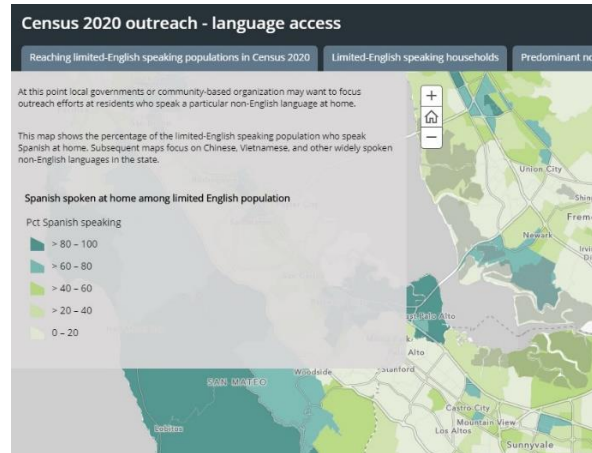 Census 2020 outreach - language access
Reaching limited-English speaking populations in Census 2020
Limited-English speaking households
Predominant no
At this point local governments or community-based organization may want to focus
outreach efforts at residents who speak a particular non-English language at home.
This map shows the percentage of the limited-English speaking population who speak
Spanish at home. Subsequent maps focus on Chinese, Vietnamese, and other widely spoken
non-English languages in the state.
Spanish spoken at home among limited English population
Pct Spanish speaking
> 80 – 100
> 60 – 80
> 40 – 60
> 20 – 40
0 – 20
+
−
Union City
Frem
Newark
East Palo Alto
Alto
Stanford
Woodside
SAN MATEO
Lobitos
Castro City
Mountain View
Los Altos
Sunnyvale